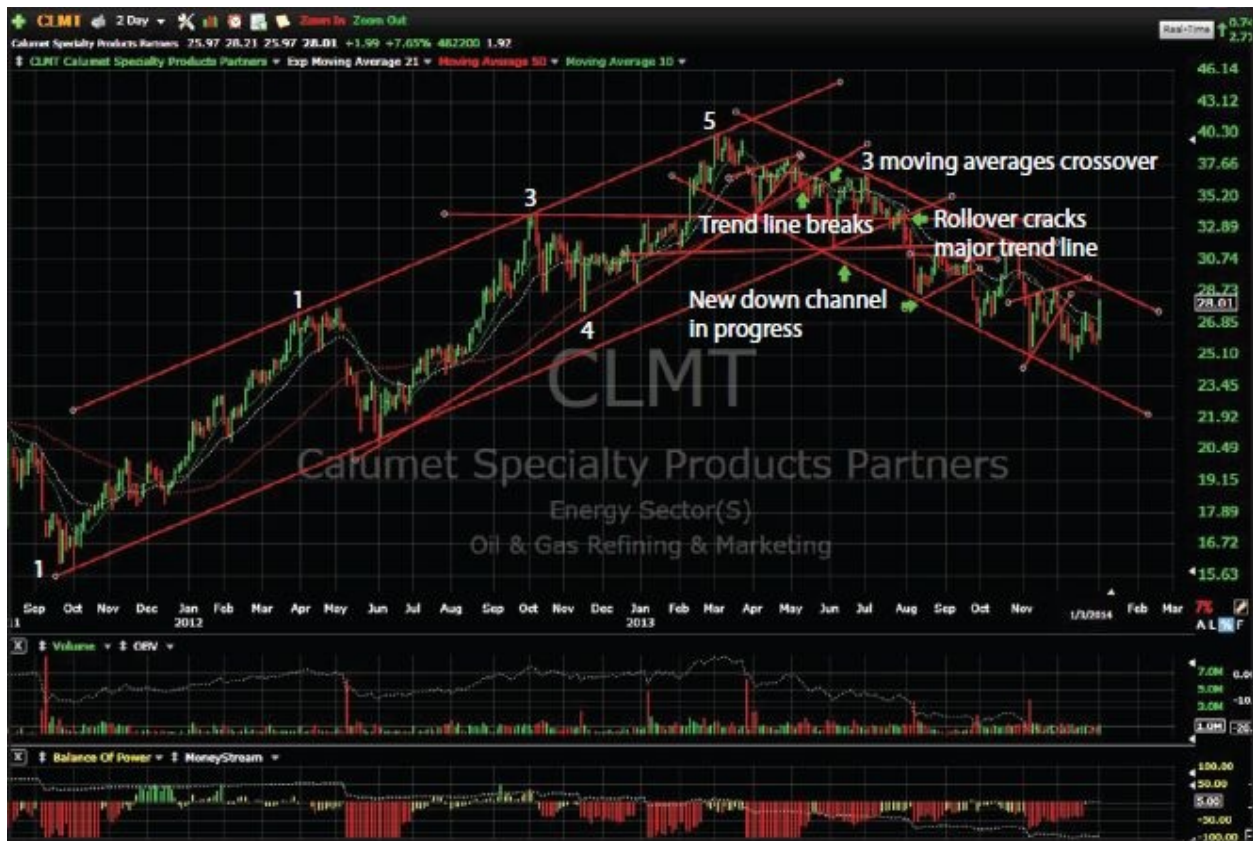 CLMT 2 Day Zoom In Zoom Out
Real-Time
Calumet Specialty Products Partners 25.97 28.21 25.97 28.01 +1.99 +7.65% 482200 1.92
CLMT Calumet Specialty Products Partners Exp Moving Average 21 Moving Average 50 Moving Average 10
46.14
43.12
40.30
37.66
35.20
32.89
30.74
28.73
28.01
26.85
25.10
23.45
21.92
20.49
19.15
17.89
16.72
15.63
5
3 moving averages crossover
3
Trend line breaks
Rollover cracks
major trend line
1
New down channel
in progress
4
CLMT
Calumet Specialty Products Partners
Energy Sector(S)
Oil & Gas Refining & Marketing
1
Sep Oct Nov Dec Jan Feb Mar Apr May Jun Jul Aug Sep Oct Nov Dec Jan Feb Mar Apr May Jun Jul Aug Sep Oct Nov 1/3/2014 Feb Mar
11 2012 2013
7%
A L % F
X Volume OBV
7.0M
5.0M
3.0M
1.0M
X Balance Of Power MoneyStream
100.00
50.00
5.00
-50.00
-100.00